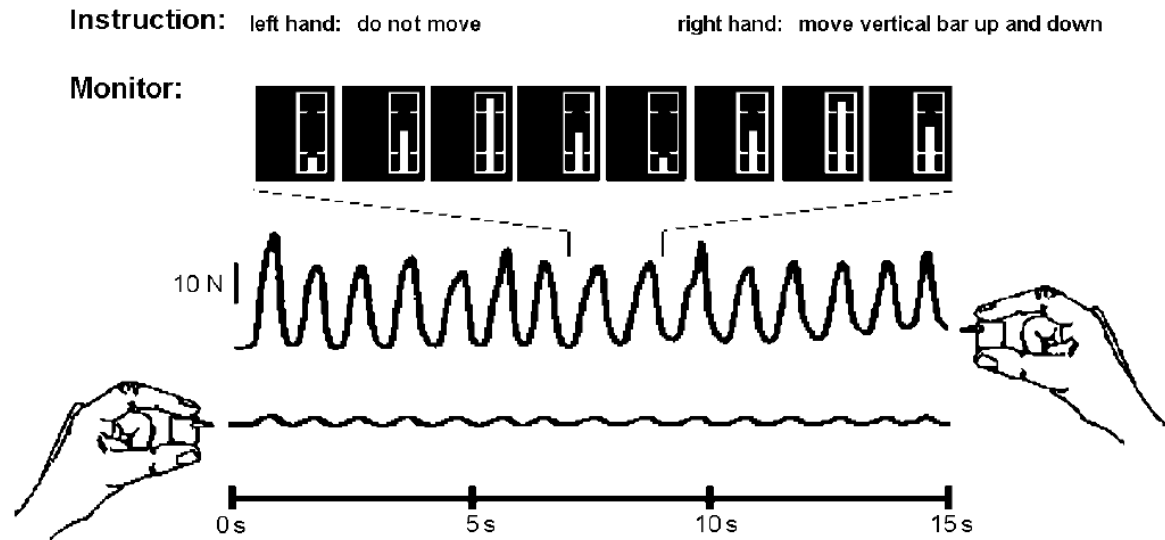 Instruction: left hand: do not move right hand: move vertical bar up and down
Monitor:
10 N
0s 5s 10s 15s